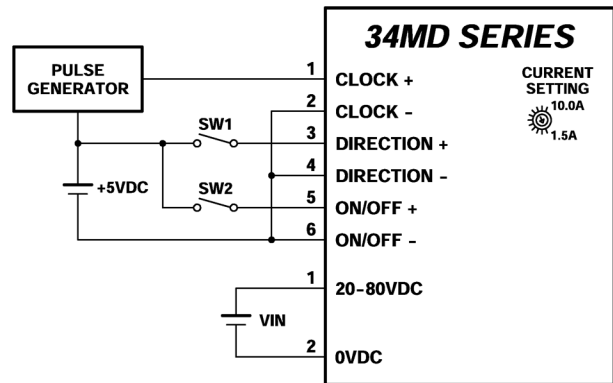 34MD SERIES
PULSE
GENERATOR
1
CLOCK +
CURRENT
SETTING
10.0A
1.5A
2
CLOCK -
SW1
3
DIRECTION +
4
DIRECTION -
+5VDC
SW2
5
ON/OFF +
6
ON/OFF -
1
20-80VDC
VIN
2
0VDC